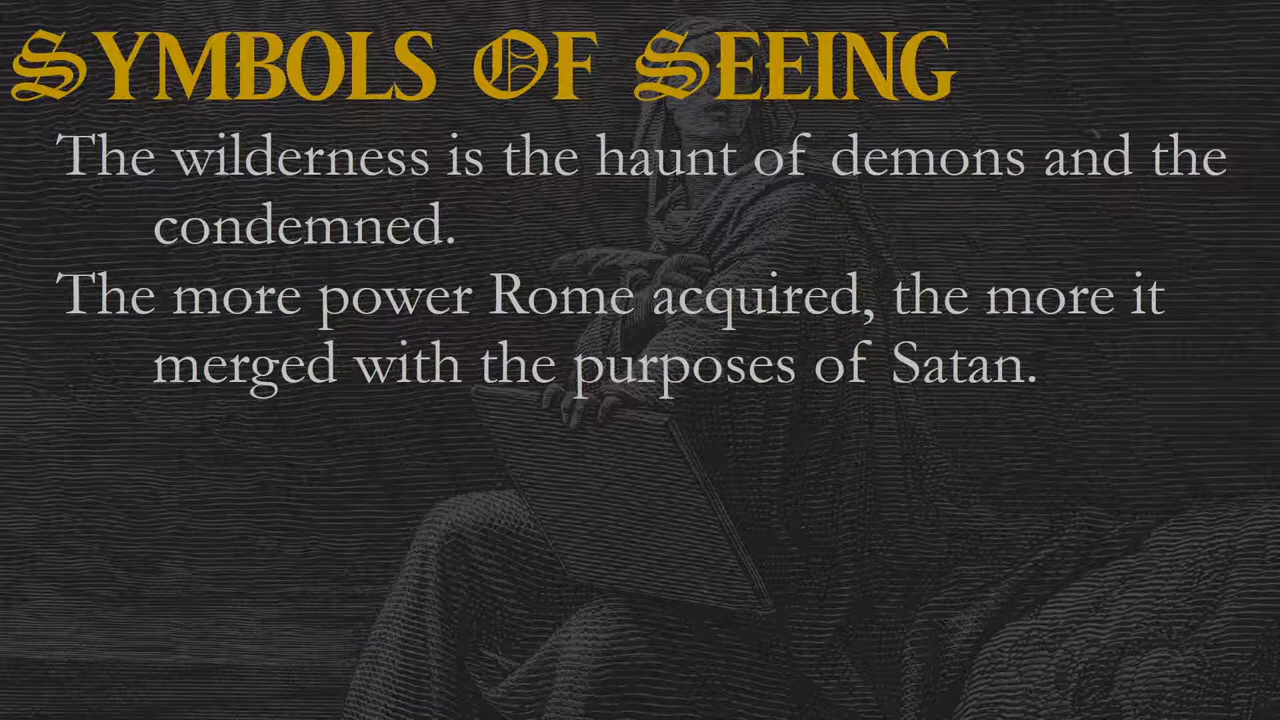 Symbols Of Seeing
The wilderness is the haunt of demons and the
condemned.
The more power Rome acquired, the more it
merged with the purposes of Satan.